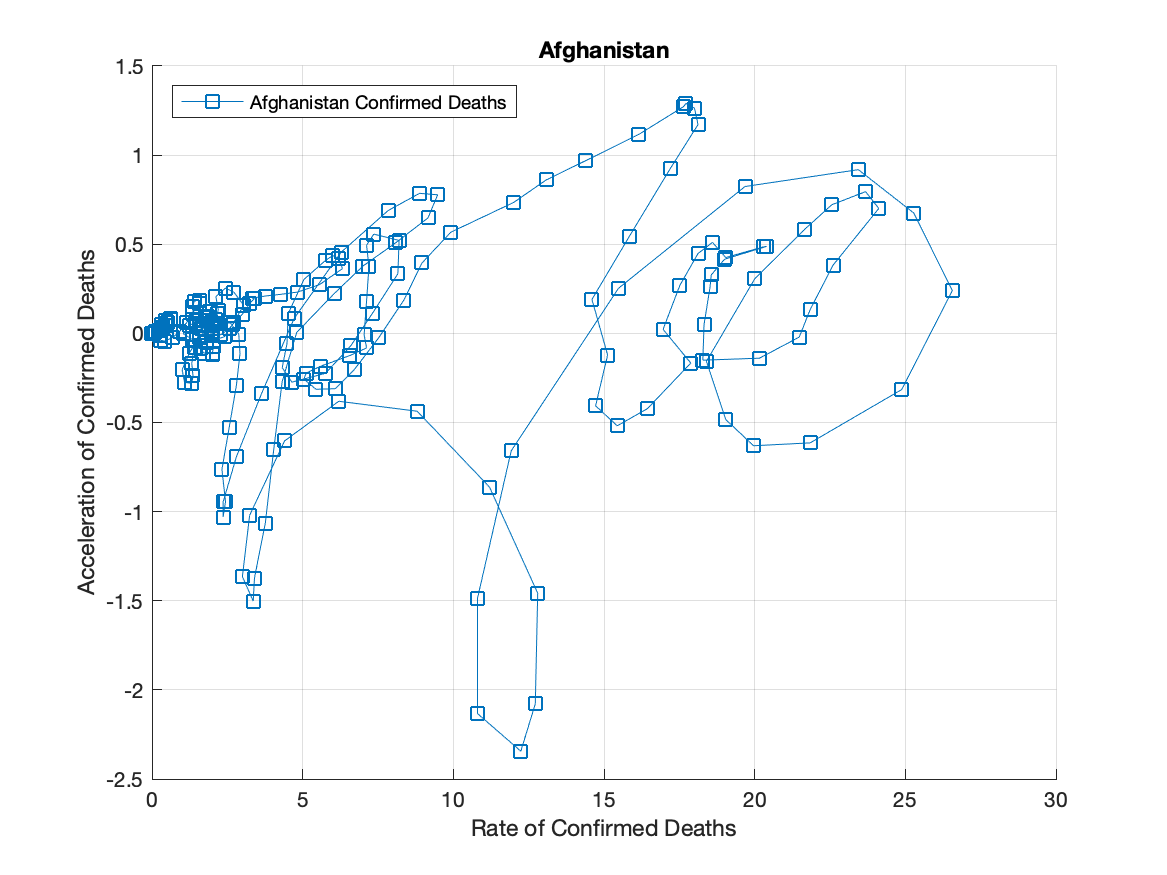 Afghanistan
Afghanistan Confirmed Deaths
1.5
1
0.5
0
-0.5
-1
-1.5
-2
-2.5
Acceleration of Confirmed Deaths
0 5 10 15 20 25 30
Rate of Confirmed Deaths